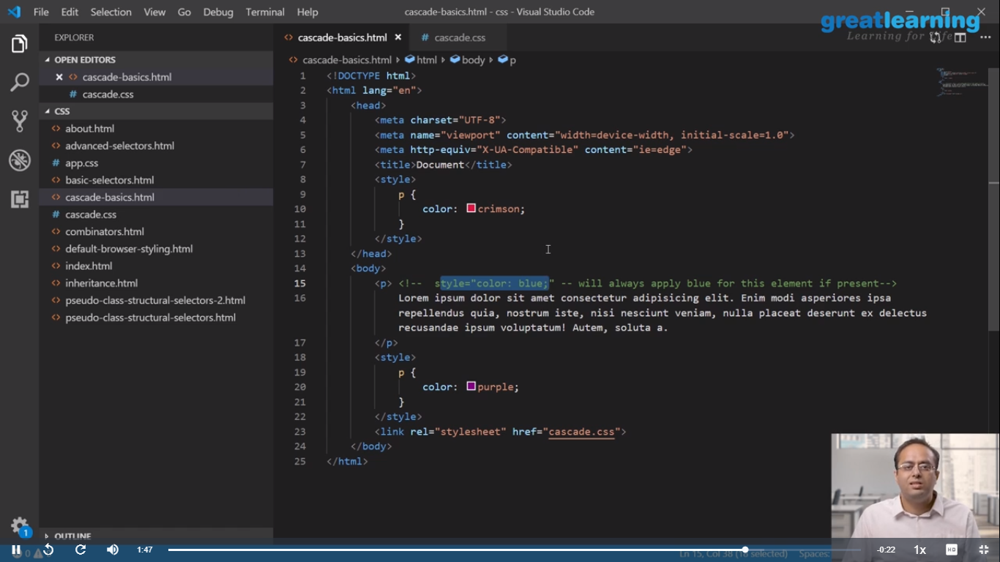 File Edit Selection View Go Debug Terminal Help cascade-basics.html - css - Visual Studio Code
greatlearning
Learning for Life
EXPLORER
OPEN EDITORS
cascade-basics.html
cascade.css
CSS
about.html
advanced-selectors.html
app.css
basic-selectors.html
cascade-basics.html
cascade.css
combinators.html
default-browser-styling.html
index.html
inheritance.html
pseudo-class-structural-selectors-2.html
pseudo-class-structural-selectors.html
OUTLINE
cascade-basics.html cascade.css
cascade-basics.html html body p
1 <!DOCTYPE html>
2 <html lang="en">
3 <head>
4 <meta charset="UTF-8">
5 <meta name="viewport" content="width=device-width, initial-scale=1.0">
6 <meta http-equiv="X-UA-Compatible" content="ie=edge">
7 <title>Document</title>
8 <style>
9 p {
10 color: crimson;
11 }
12 </style>
13 </head>
14 <body>
15 <p> <!-- style="color: blue;" -- will always apply blue for this element if present-->
16 Lorem ipsum dolor sit amet consectetur adipisicing elit. Enim modi asperiores ipsa
repellendus quia, nostrum iste, nisi nesciunt veniam, nulla placeat deserunt ex delectus
recusandae ipsum voluptatum! Autem, soluta a.
17 </p>
18 <style>
19 p {
20 color: purple;
21 }
22 </style>
23 <link rel="stylesheet" href="cascade.css">
24 </body>
25 </html>
1
0 0 Ln 15, Col 38 (18 selected) Spaces:
1:47 -0:22 1x HD